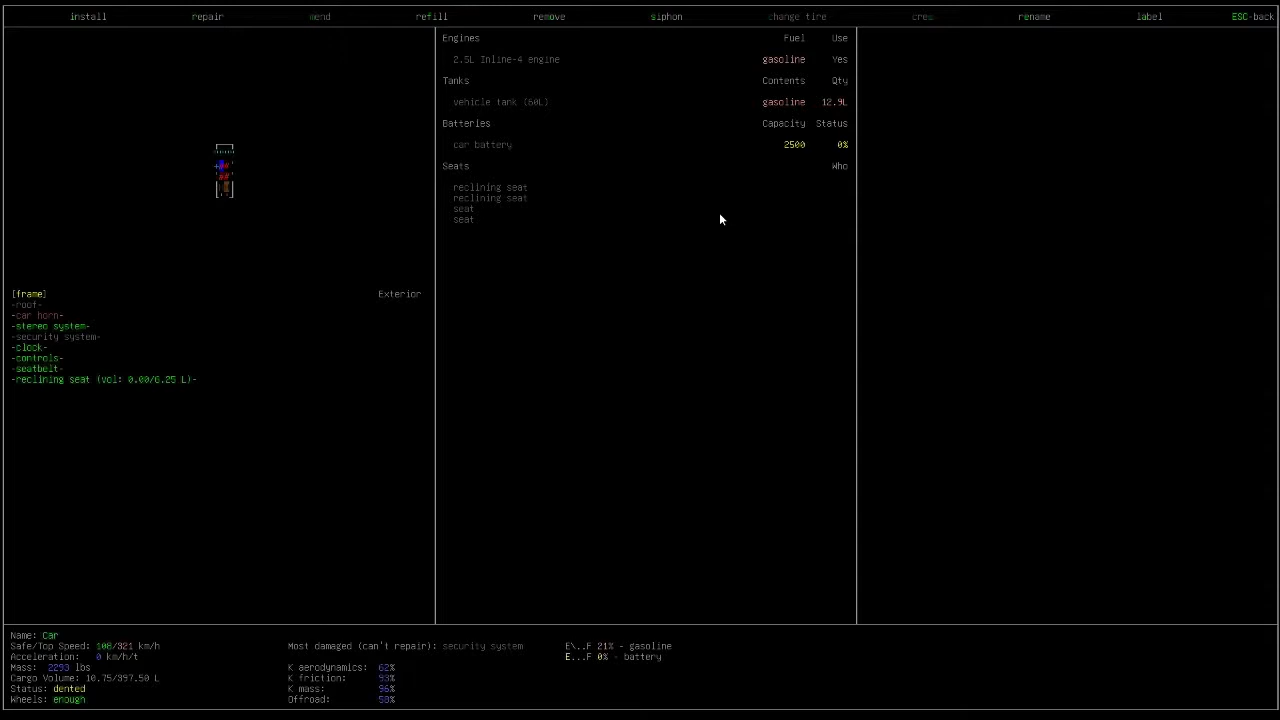 install repair mend refill remove siphon change tire crew rename label ESC-back
Engines Fuel Use
2.5L Inline-4 engine gasoline Yes
Tanks Contents Qty
vehicle tank (60L) gasoline 12.9L
Batteries Capacity Status
car battery 2500 0%
Seats Who
reclining seat
reclining seat
seat
seat
[frame] Exterior
-roof-
-car horn-
-stereo system-
-security system-
-clock-
-controls-
-seatbelt-
-reclining seat (vol: 0.00/6.25 L)-
Name: Car
Safe/Top Speed: 108/321 km/h Most damaged (can't repair): security system E\..F 21% - gasoline
Acceleration: 0 km/h/t E...F 0% - battery
Mass: 2293 lbs K aerodynamics: 62%
Cargo Volume: 10.75/397.50 L K friction: 93%
Status: dented K mass: 96%
Wheels: enough Offroad: 58%